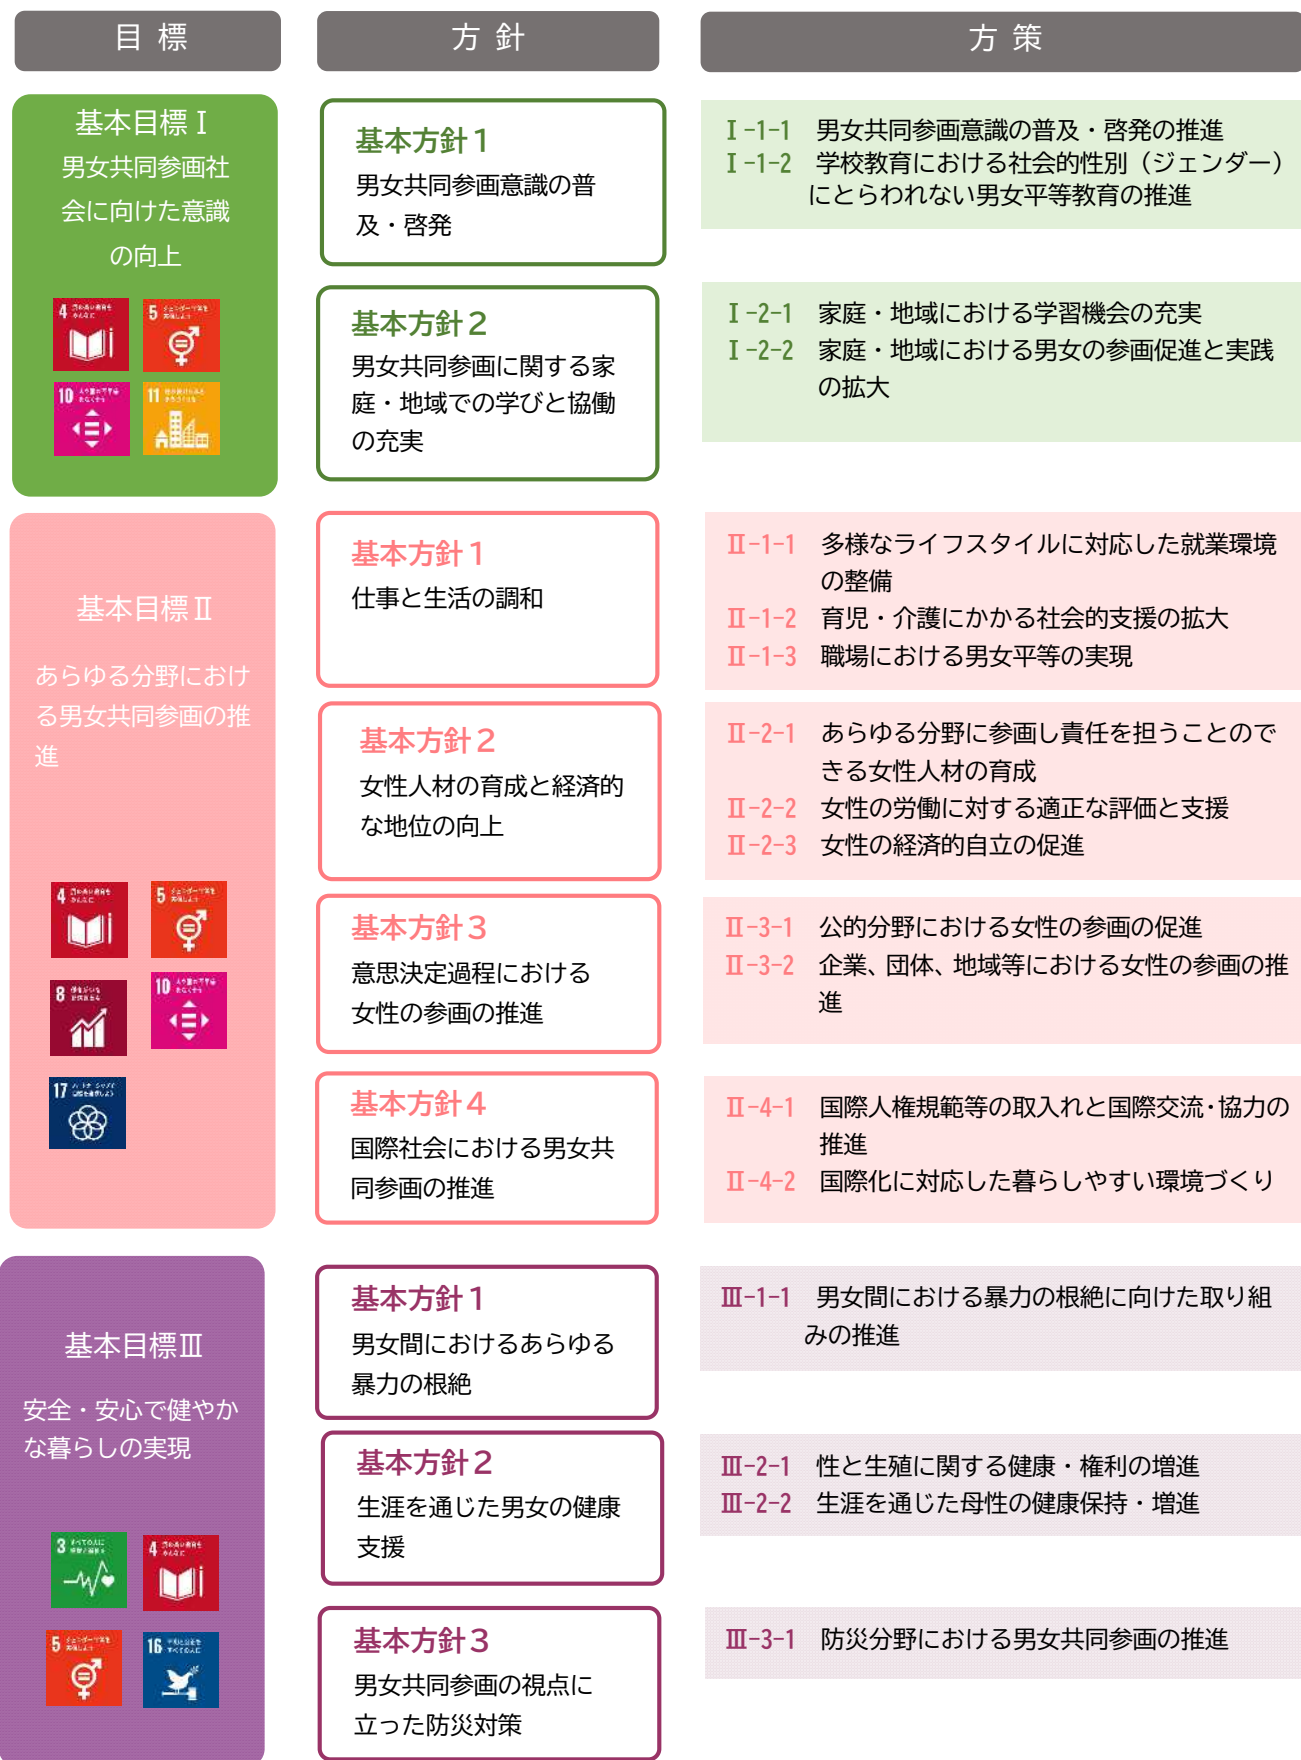 目標
方針
方策
基本目標Ⅰ
男女共同参画社
会に向けた意識
の向上
4
5
10
11
基本方針1
男女共同参画意識の普
及・啓発
Ⅰ-1-1 男女共同参画意識の普及・啓発の推進
Ⅰ-1-2 学校教育における社会的性別（ジェンダー）
にとらわれない男女平等教育の推進
基本方針2
男女共同参画に関する家
庭・地域での学びと協働
の充実
Ⅰ-2-1 家庭・地域における学習機会の充実
Ⅰ-2-2 家庭・地域における男女の参画促進と実践
の拡大
基本目標Ⅱ
あらゆる分野におけ
る男女共同参画の推
進
4
5
8
10
17
基本方針1
仕事と生活の調和
Ⅱ-1-1 多様なライフスタイルに対応した就業環境
の整備
Ⅱ-1-2 育児・介護にかかる社会的支援の拡大
Ⅱ-1-3 職場における男女平等の実現
基本方針2
女性人材の育成と経済的
な地位の向上
Ⅱ-2-1 あらゆる分野に参画し責任を担うことので
きる女性人材の育成
Ⅱ-2-2 女性の労働に対する適正な評価と支援
Ⅱ-2-3 女性の経済的自立の促進
基本方針3
意思決定過程における
女性の参画の推進
Ⅱ-3-1 公的分野における女性の参画の促進
Ⅱ-3-2 企業、団体、地域等における女性の参画の推
進
基本方針4
国際社会における男女共
同参画の推進
Ⅱ-4-1 国際人権規範等の取入れと国際交流・協力の
推進
Ⅱ-4-2 国際化に対応した暮らしやすい環境づくり
基本目標Ⅲ
安全・安心で健やか
な暮らしの実現
3
4
5
16
基本方針1
男女間におけるあらゆる
暴力の根絶
Ⅲ-1-1 男女間における暴力の根絶に向けた取り組
みの推進
基本方針2
生涯を通じた男女の健康
支援
Ⅲ-2-1 性と生殖に関する健康・権利の増進
Ⅲ-2-2 生涯を通じた母性の健康保持・増進
基本方針3
男女共同参画の視点に
立った防災対策
Ⅲ-3-1 防災分野における男女共同参画の推進